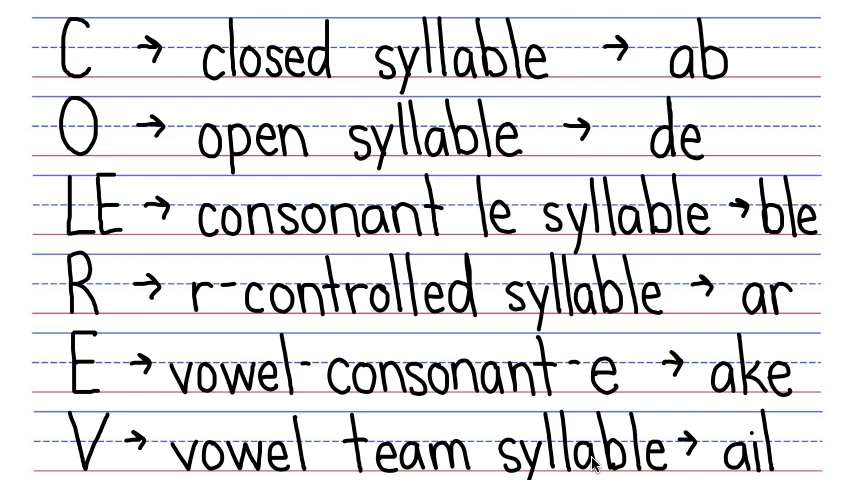 C → closed syllable → ab
O → open syllable → de
LE → consonant le syllable → ble
R → r-controlled syllable → ar
E → vowel-consonant-e → ake
V → vowel team syllable → ail